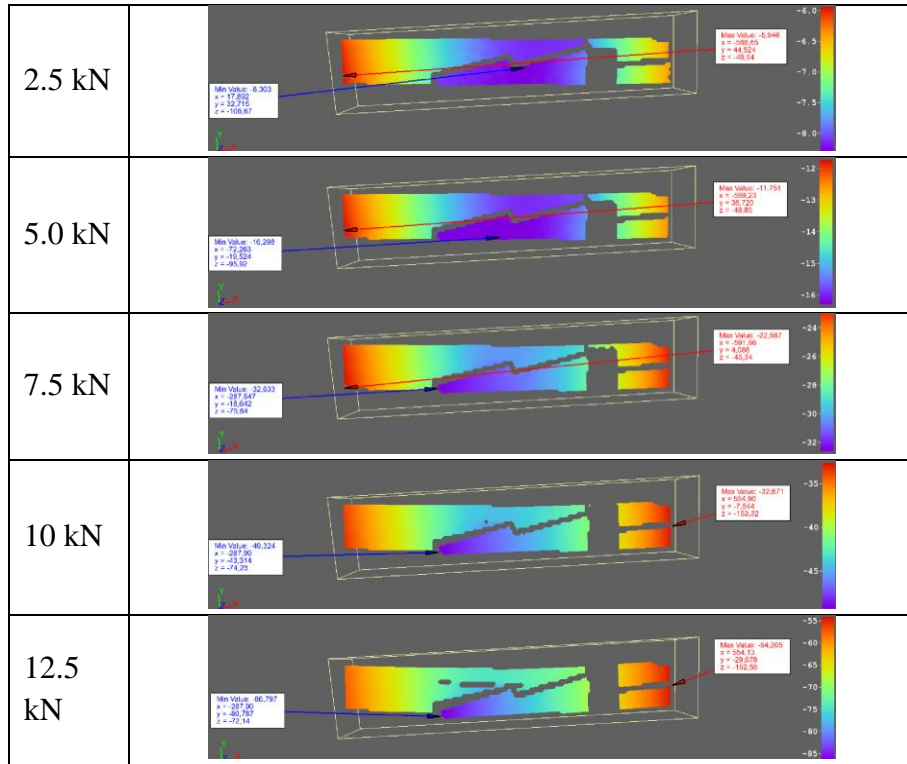 2.5 kN
-6.0
-6.5
-7.0
-7.5
-8.0
Max Value: -5,946
x = -588,65
y = 44,524
z = -49,54
Min Value: -8,303
x = 17,892
y = 32,715
z = -106,67
Y
Z X
5.0 kN
-12
-13
-14
-15
-16
Max Value: -11,751
x = -589,23
y = 38,720
z = -48,85
Min Value: -16,298
x = -72,263
y = -19,524
z = -95,92
Y
Z X
7.5 kN
-24
-26
-28
-30
-32
Max Value: -22,587
x = -591,86
y = 4,086
z = -40,34
Min Value: -32,633
x = -287,547
y = -18,642
z = -75,84
Y
Z X
10 kN
-35
-40
-45
Max Value: -32,671
x = 554,90
y = -7,544
z = -153,32
Min Value: -49,324
x = -287,90
y = -43,314
z = -74,23
Y
Z X
12.5
kN
-55
-60
-65
-70
-75
-80
-85
Max Value: -54,265
x = 554,13
y = -29,078
z = -152,58
Min Value: -86,797
x = -287,90
y = -80,787
z = -72,14
Y
Z X